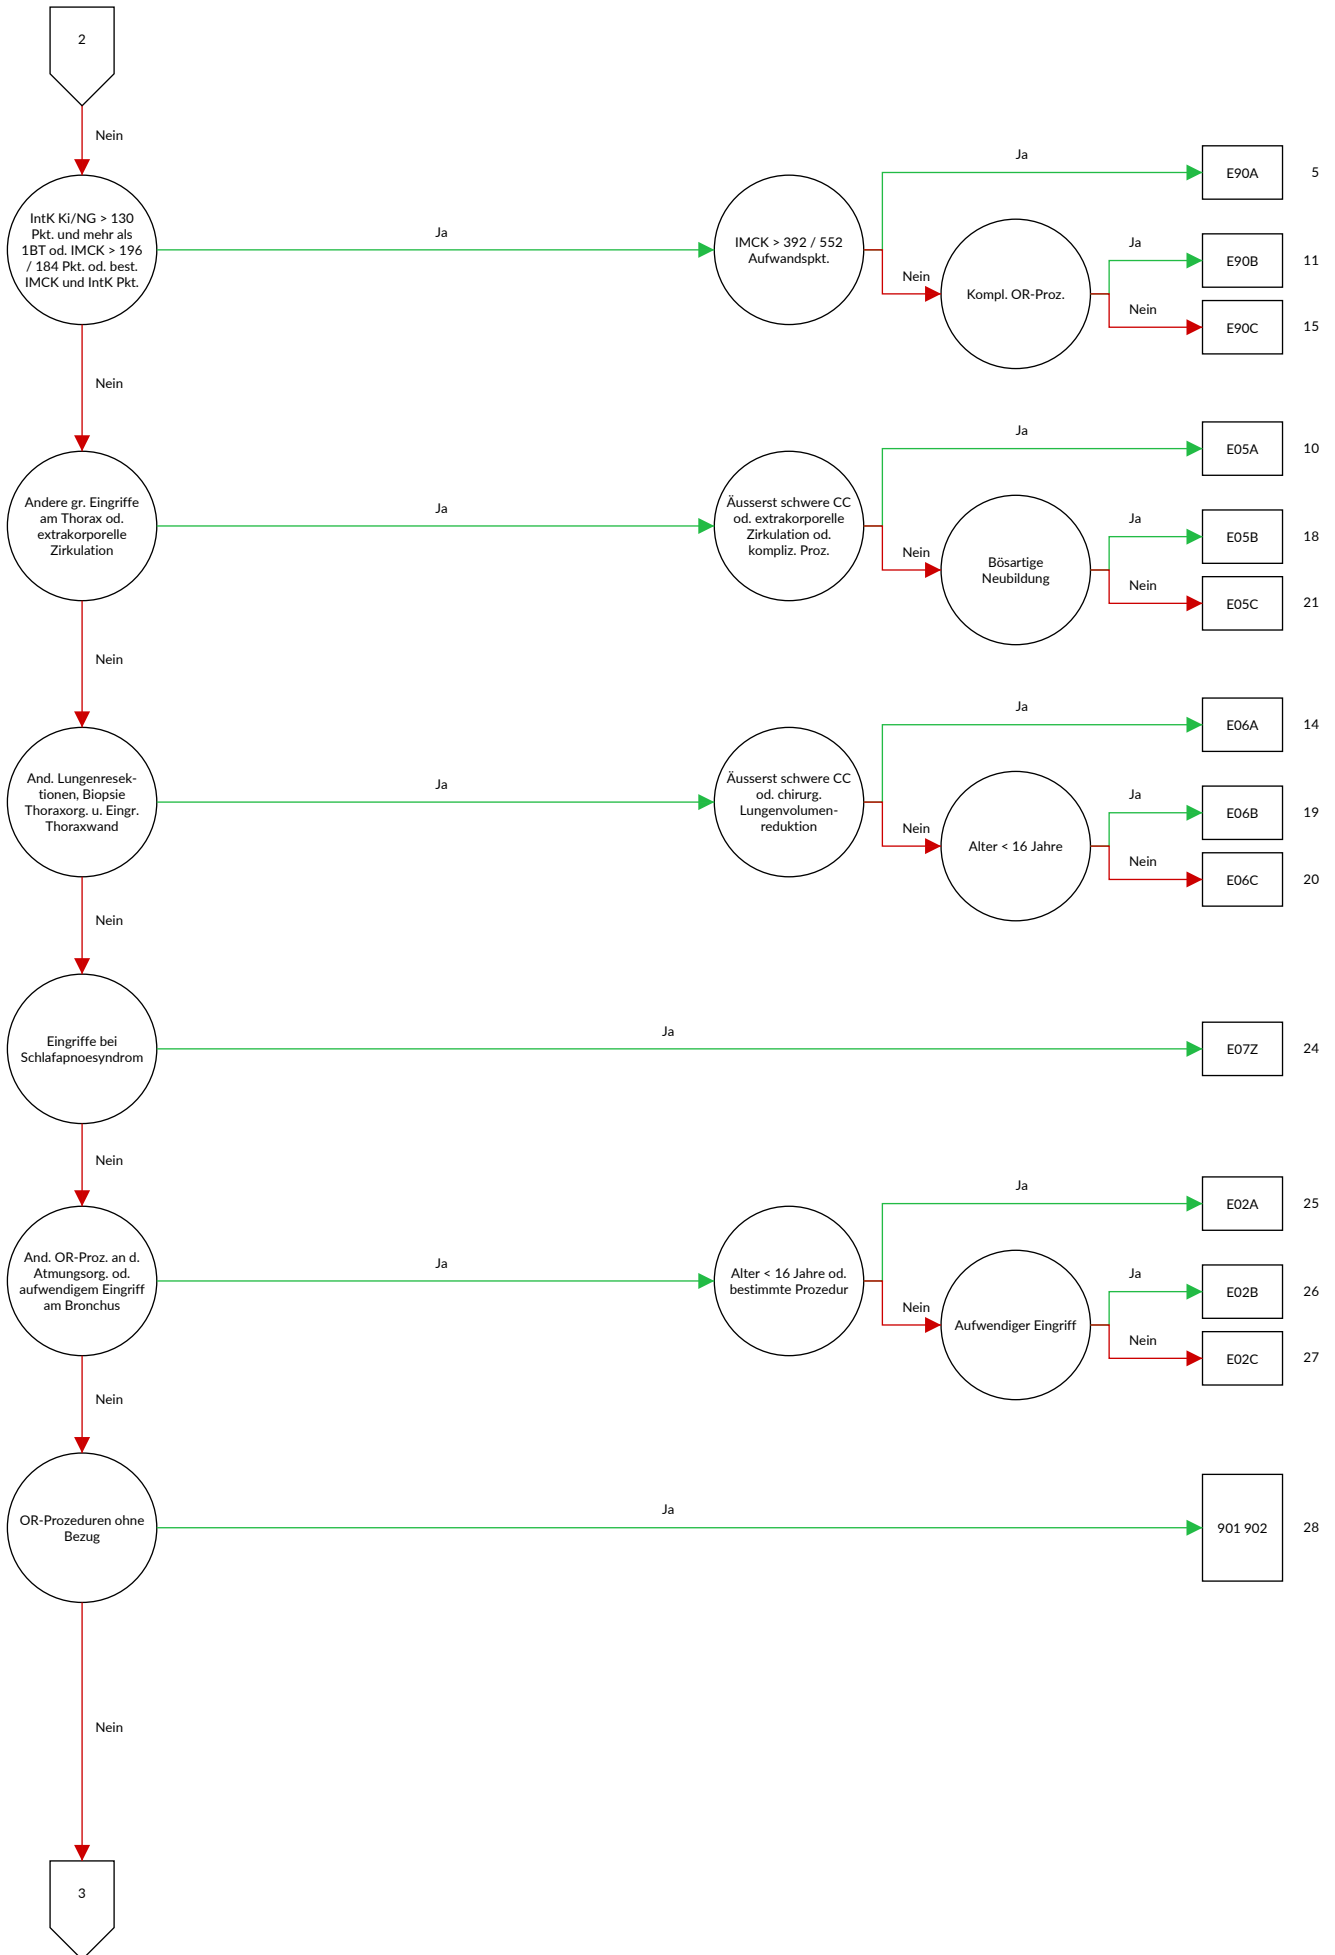 2
Nein
IntK Ki/NG > 130
Pkt. und mehr als
1BT od. IMCK > 196
/ 184 Pkt. od. best.
IMCK und IntK Pkt.
Ja
IMCK > 392 / 552
Aufwandspkt.
Ja
E90A
5
Nein
Kompl. OR-Proz.
Ja
E90B
11
Nein
E90C
15
Nein
Andere gr. Eingriffe
am Thorax od.
extrakorporelle
Zirkulation
Ja
Äusserst schwere CC
od. extrakorporelle
Zirkulation od.
kompliz. Proz.
Ja
E05A
10
Nein
Bösartige
Neubildung
Ja
E05B
18
Nein
E05C
21
Nein
And. Lungenresek-
tionen, Biopsie
Thoraxorg. u. Eingr.
Thoraxwand
Ja
Äusserst schwere CC
od. chirurg.
Lungenvolumen-
reduktion
Ja
E06A
14
Nein
Alter < 16 Jahre
Ja
E06B
19
Nein
E06C
20
Nein
Eingriffe bei
Schlafapnoesyndrom
Ja
E07Z
24
Nein
And. OR-Proz. an d.
Atmungsorg. od.
aufwendigem Eingriff
am Bronchus
Ja
Alter < 16 Jahre od.
bestimmte Prozedur
Ja
E02A
25
Nein
Aufwendiger Eingriff
Ja
E02B
26
Nein
E02C
27
Nein
OR-Prozeduren ohne
Bezug
Ja
901 902
28
Nein
3